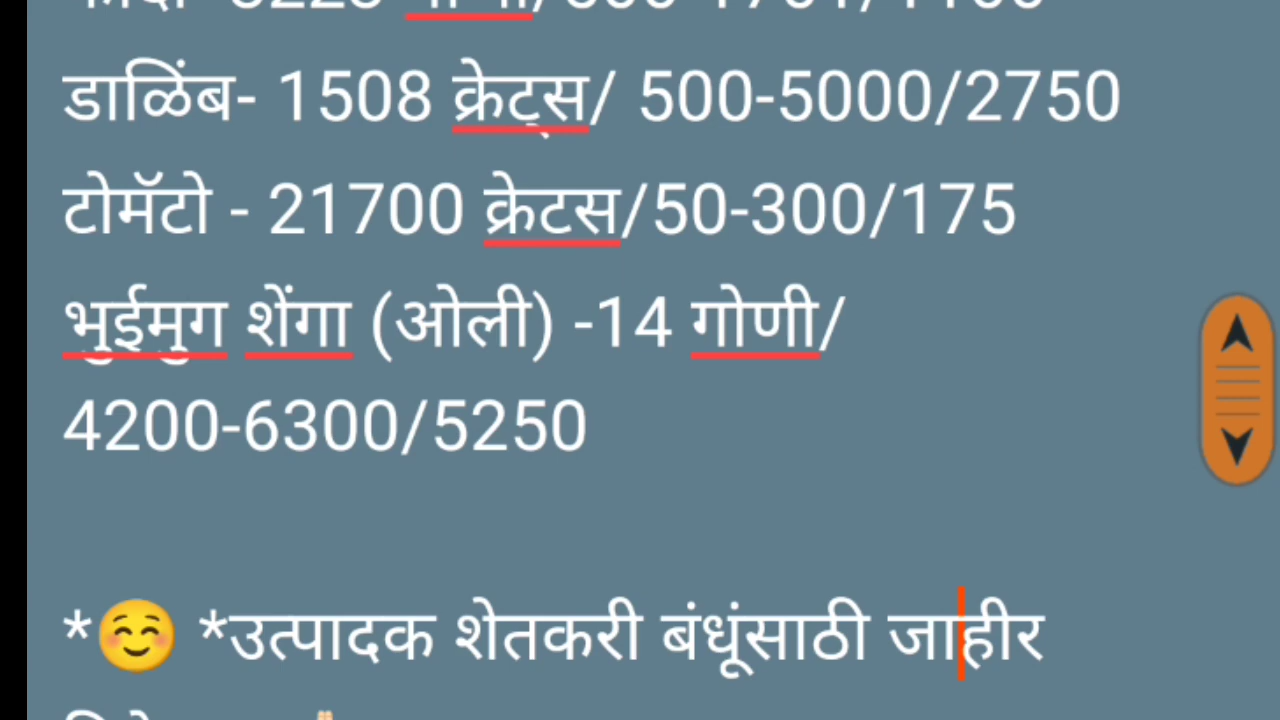 डाळिंब- 1508 क्रेट्स/ 500-5000/2750
टोमॅटो - 21700 क्रेटस/50-300/175
भुईमुग शेंगा (ओली) -14 गोणी/
4200-6300/5250
*☺️ *उत्पादक शेतकरी बंधूंसाठी जाहीर